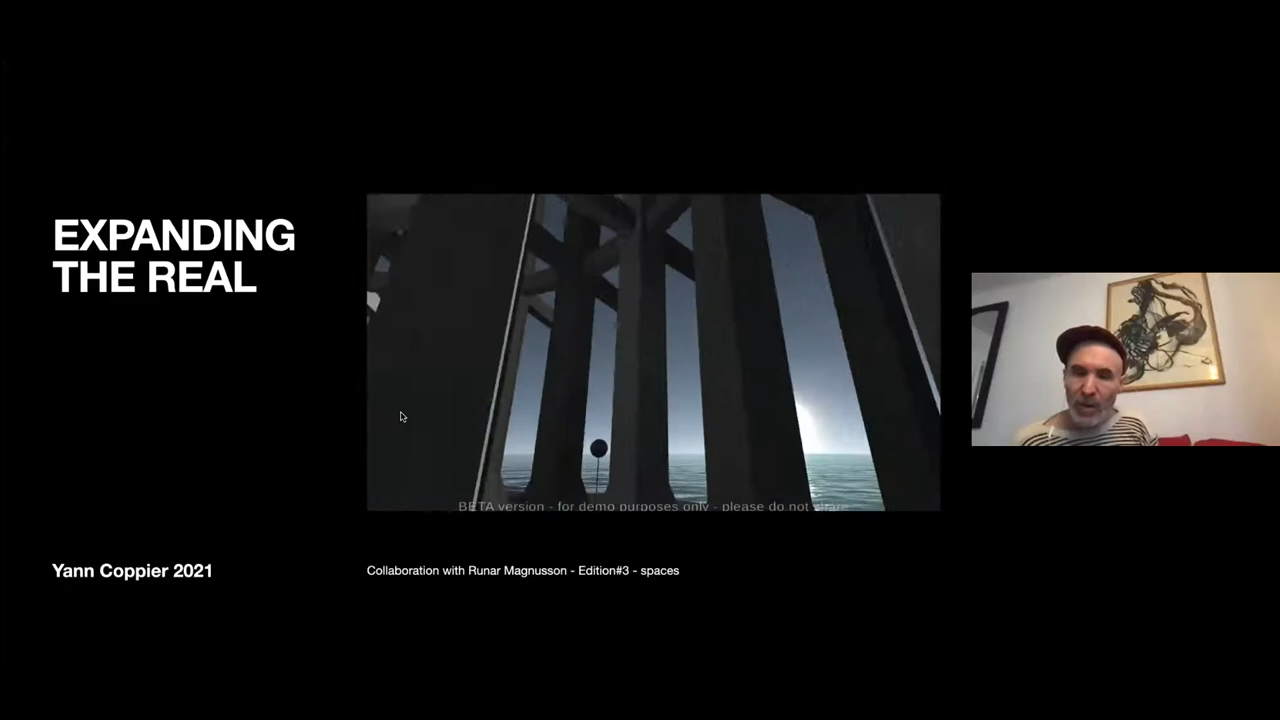 EXPANDING
THE REAL
BETA version - for demo purposes only - please do not share
Yann Coppier 2021
Collaboration with Runar Magnusson - Edition#3 - spaces